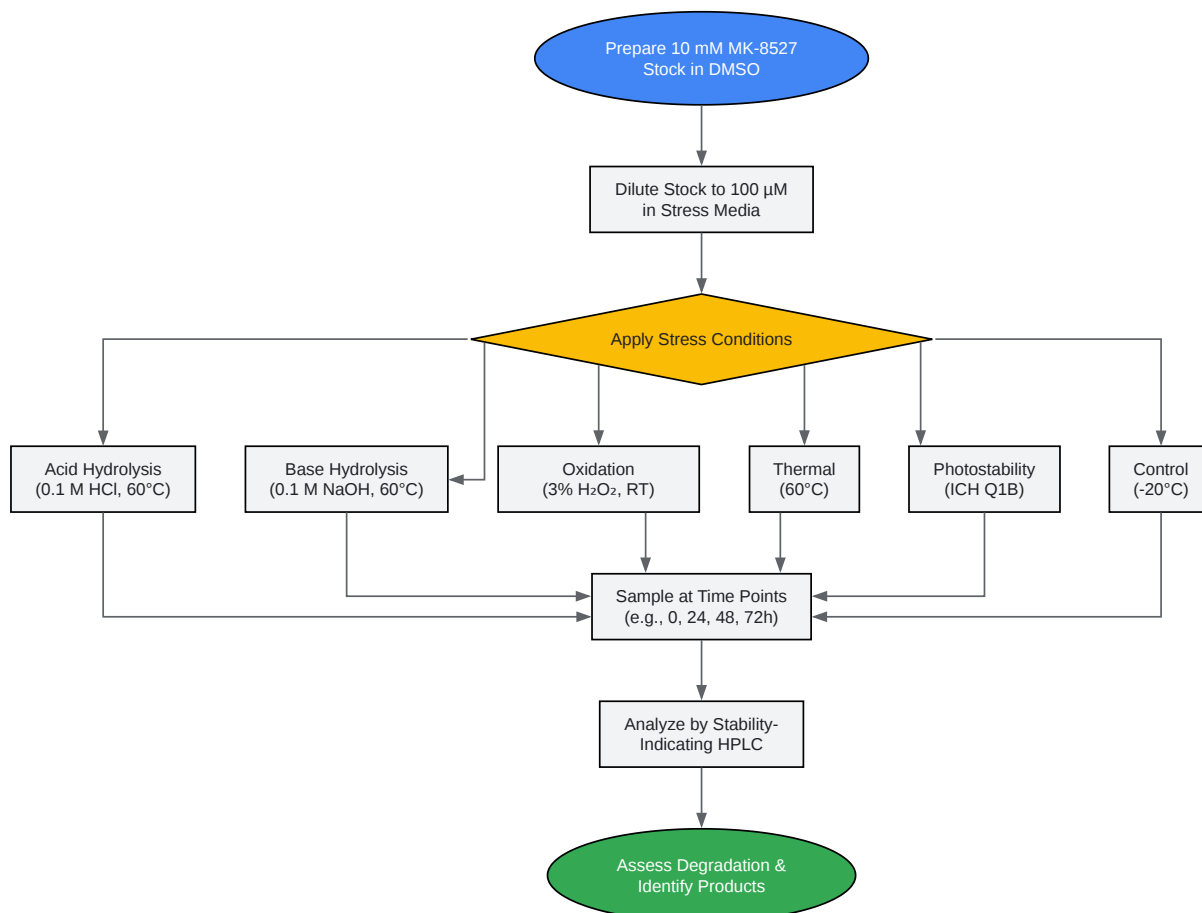 Prepare 10 mM MK-8527
Stock in DMSO
Dilute Stock to 100 µM
in Stress Media
Apply Stress Conditions
Acid Hydrolysis
(0.1 M HCl, 60°C)
Base Hydrolysis
(0.1 M NaOH, 60°C)
Oxidation
(3% H₂O₂, RT)
Thermal
(60°C)
Photostability
(ICH Q1B)
Control
(-20°C)
Sample at Time Points
(e.g., 0, 24, 48, 72h)
Analyze by Stability-
Indicating HPLC
Assess Degradation &
Identify Products